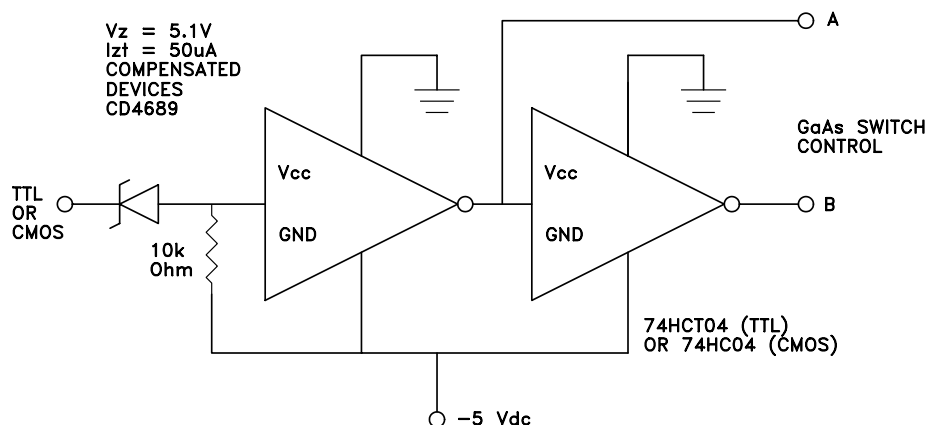 Vz = 5.1V
Izt = 50uA
COMPENSATED
DEVICES
CD4689
A
GaAs SWITCH
CONTROL
Vcc
Vcc
TTL
OR
CMOS
GND
GND
B
10k
Ohm
74HCT04 (TTL)
OR 74HC04 (CMOS)
-5 Vdc